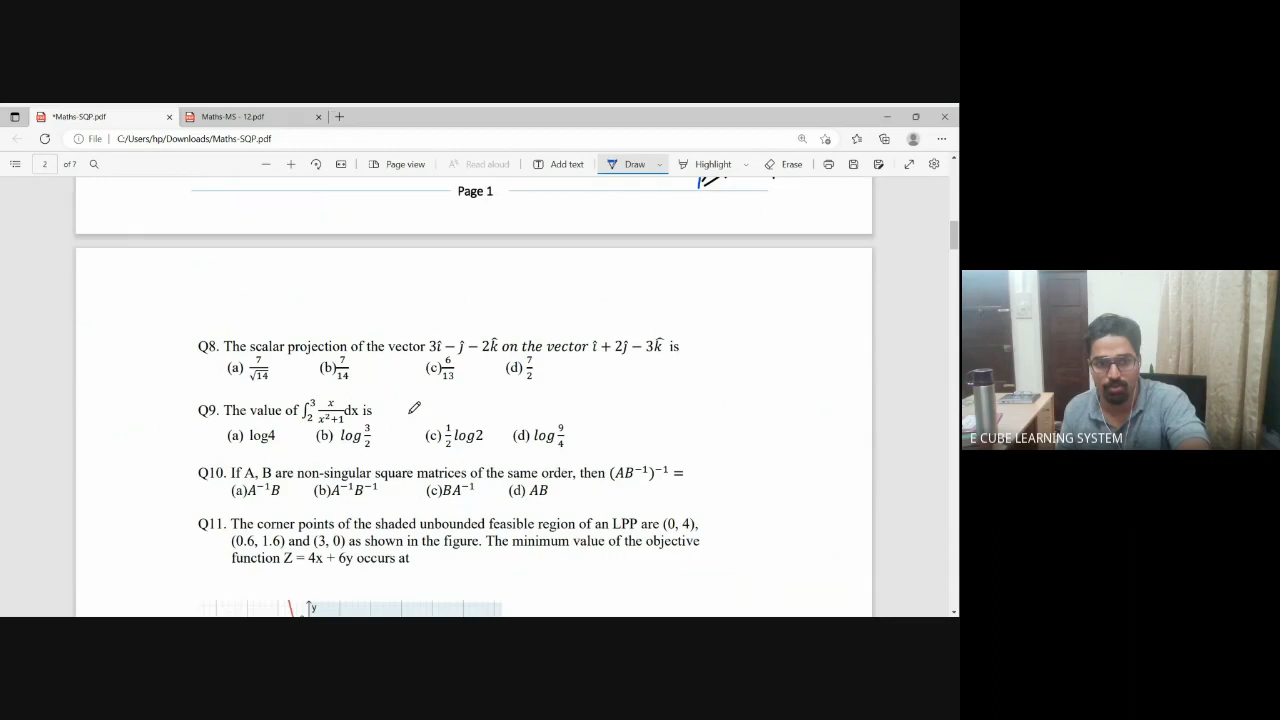 *Maths-SQP.pdf
Maths-MS - 12.pdf
File C:/Users/hp/Downloads/Maths-SQP.pdf
2 of 7 Page view Read aloud Add text Draw Highlight Erase
Page 1
Q8. The scalar projection of the vector 3î − ĵ − 2k̂ on the vector î + 2ĵ − 3k̂ is
(a) 7/√14 (b) 7/14 (c) 6/13 (d) 7/2
Q9. The value of ∫₂³ x/(x²+1) dx is
(a) log4 (b) log 3/2 (c) 1/2 log2 (d) log 9/4
Q10. If A, B are non-singular square matrices of the same order, then (AB⁻¹)⁻¹ =
(a)A⁻¹B (b)A⁻¹B⁻¹ (c)BA⁻¹ (d) AB
Q11. The corner points of the shaded unbounded feasible region of an LPP are (0, 4),
(0.6, 1.6) and (3, 0) as shown in the figure. The minimum value of the objective
function Z = 4x + 6y occurs at
y
E CUBE LEARNING SYSTEM